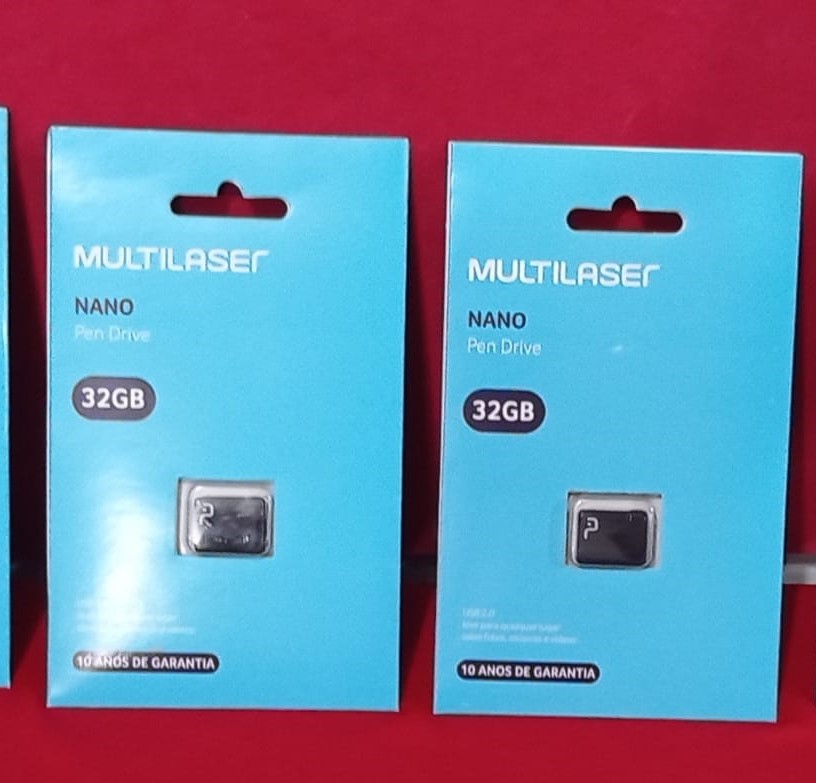 MULTILASER
NANO
Pen Drive
32GB
10 ANOS DE GARANTIA
MULTILASER
NANO
Pen Drive
32GB
USB 2.0
10 ANOS DE GARANTIA